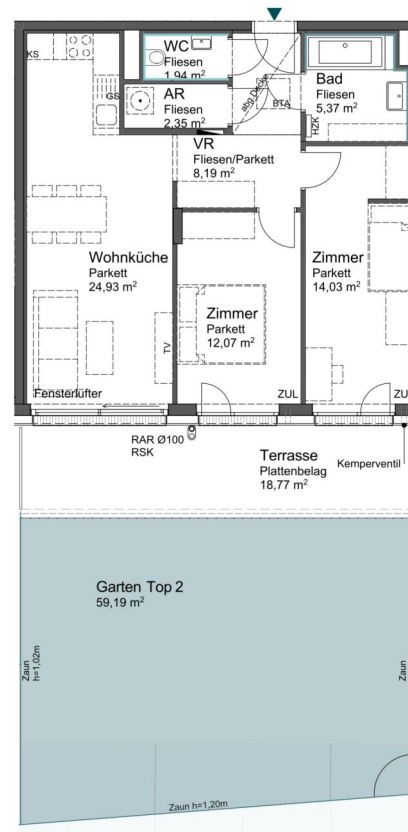 KS
WC
Fliesen
1,94 m²
GS
AR
Fliesen
2,35 m²
abg.Decke
BTA
Bad
Fliesen
5,37 m²
HZK
VR
Fliesen/Parkett
8,19 m²
Wohnküche
Parkett
24,93 m²
Zimmer
Parkett
14,03 m²
Zimmer
Parkett
12,07 m²
TV
Fensterlüfter
ZUL
ZU
RAR Ø100
RSK
Terrasse
Plattenbelag
18,77 m²
Kemperventil
Garten Top 2
59,19 m²
Zaun
h=1,02m
Zaun
Zaun h=1,20m